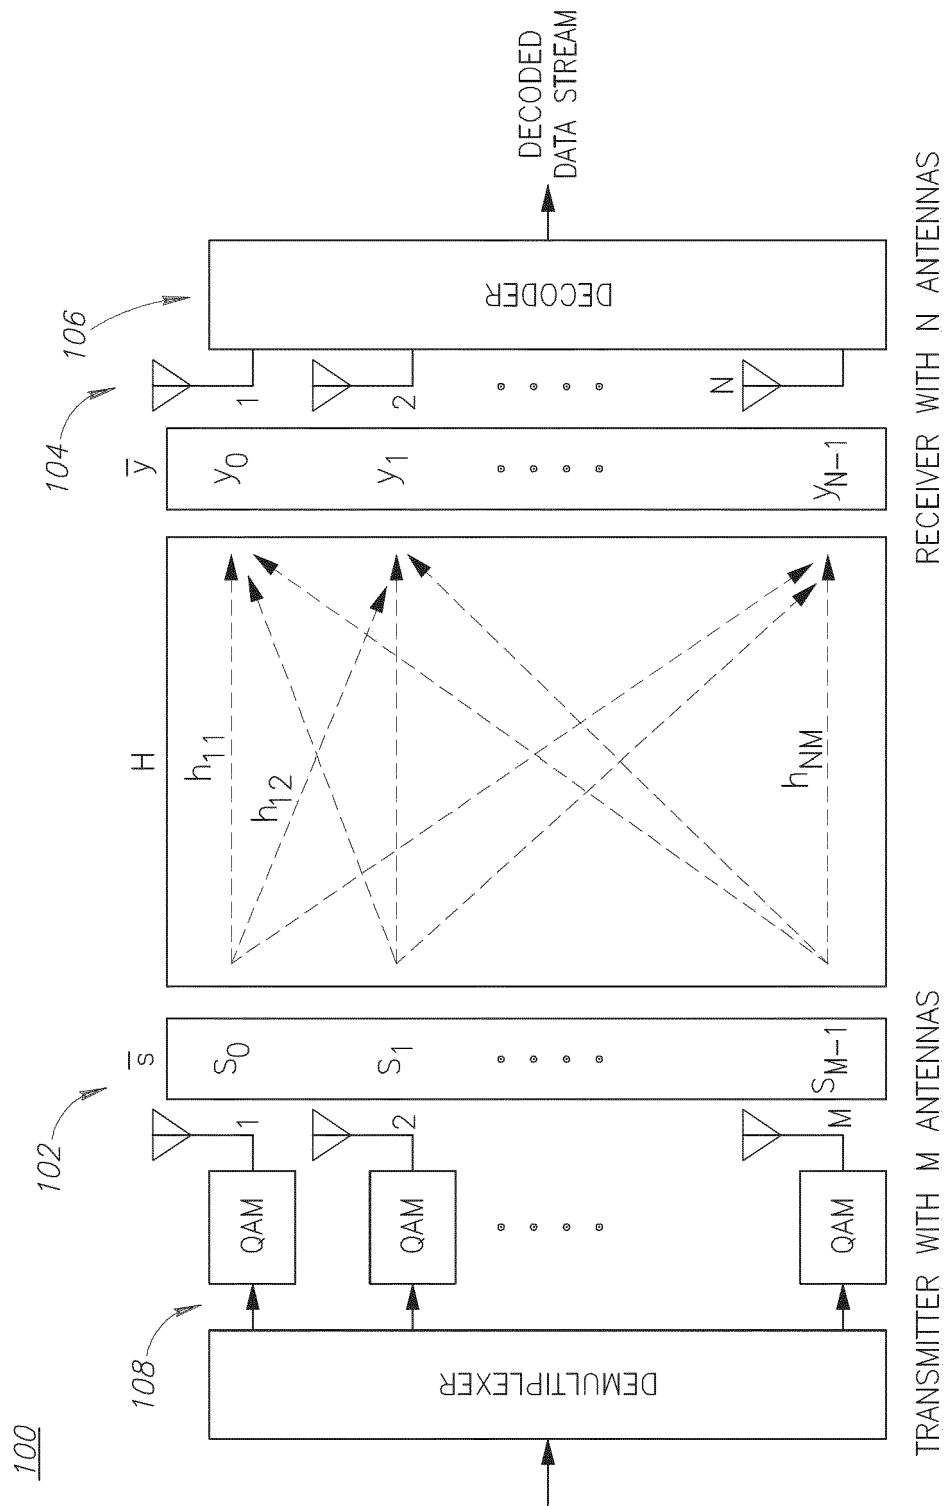 100
108
102
104
106
DEMULTIPLEXER
QAM
QAM
QAM
1
2
M
s
S0
S1
SM-1
H
h11
h12
hNM
y
y0
y1
yN-1
1
2
N
DECODER
DECODED
DATA STREAM
TRANSMITTER WITH M ANTENNAS
RECEIVER WITH N ANTENNAS